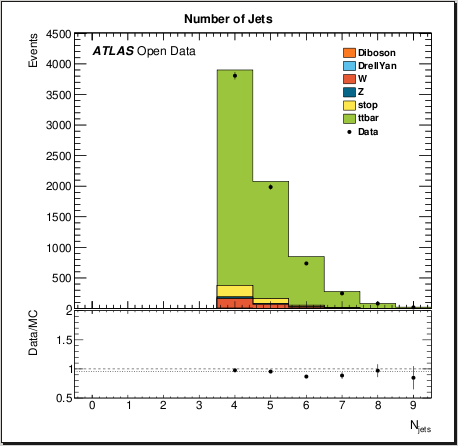 Number of Jets
Events
4500
4000
3500
3000
2500
2000
1500
1000
500
ATLAS Open Data
Diboson
DrellYan
W
Z
stop
ttbar
Data
Data/MC
2
1.5
1
0.5
0 1 2 3 4 5 6 7 8 9
Njets